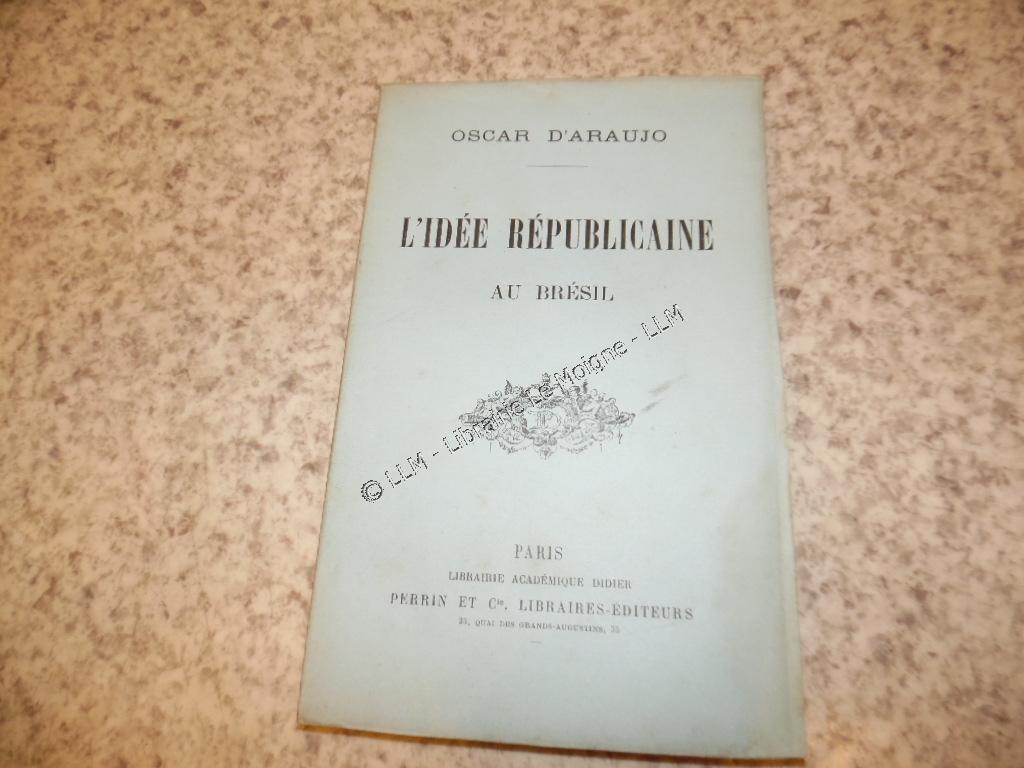 OSCAR D'ARAUJO
L'IDÉE RÉPUBLICAINE
AU BRÉSIL
© LLM - Librairie Le Moigne - LLM
PARIS
LIBRAIRIE ACADÉMIQUE DIDIER
PERRIN ET Cie, LIBRAIRES-ÉDITEURS
35, QUAI DES GRANDS-AUGUSTINS, 35